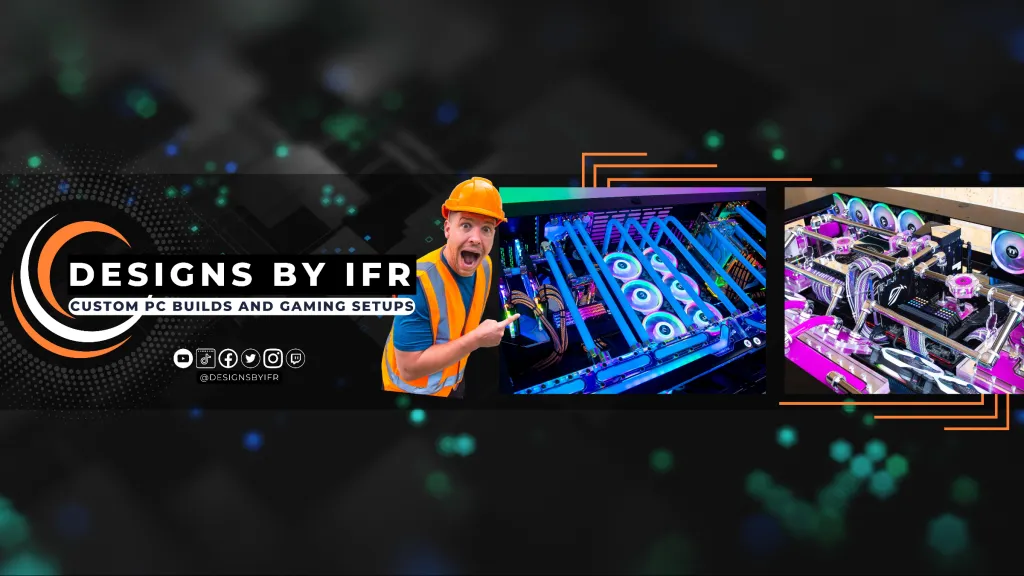 DESIGNS BY IFR
CUSTOM PC BUILDS AND GAMING SETUPS
@DESIGNSBYIFR